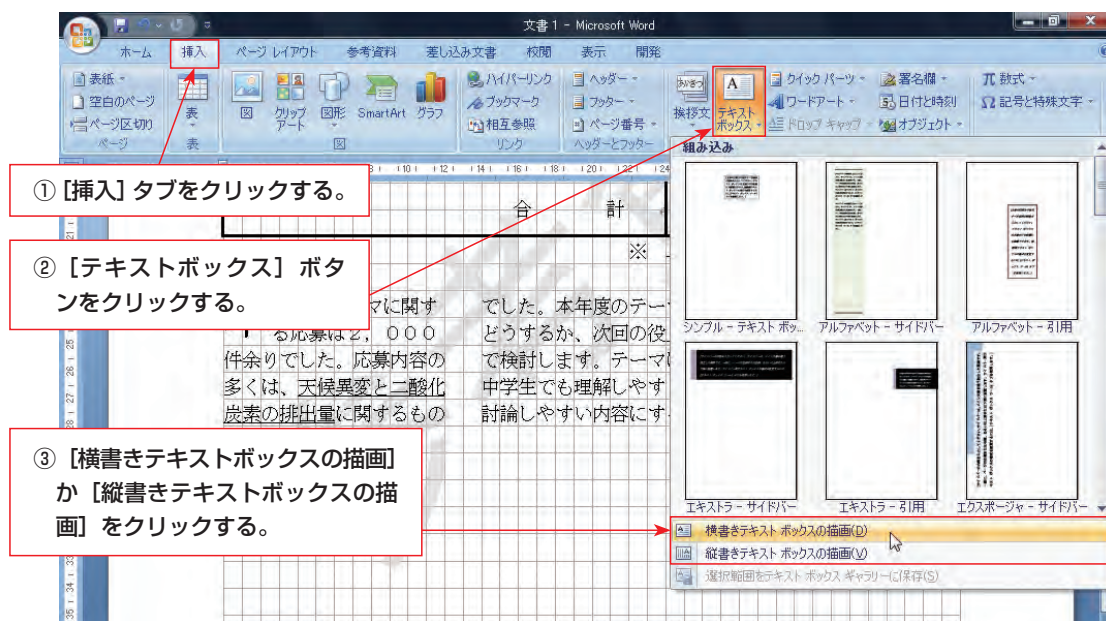 文書 1 - Microsoft Word
ホーム 挿入 ページ レイアウト 参考資料 差し込み文書 校閲 表示 開発
表紙
空白のページ
ページ区切り
ページ
表
表
図
クリップ
アート
図形
SmartArt
グラフ
図
ハイパーリンク
ブックマーク
相互参照
リンク
ヘッダー
フッター
ページ番号
ヘッダーとフッター
挨拶文
テキスト
ボックス
クイック パーツ
ワードアート
ドロップ キャップ
署名欄
日付と時刻
オブジェクト
π 数式
Ω 記号と特殊文字
組み込み
① [挿入] タブをクリックする。
合 計
② [テキストボックス] ボタ
ンをクリックする。
※
マに関す
る応募は2，000
件余りでした。応募内容の
多くは、天候異変と二酸化
炭素の排出量に関するもの
でした。本年度のテー
どうするか、次回の役
で検討します。テーマ
中学生でも理解しやす
討論しやすい内容にす
シンプル - テキスト ボッ...
アルファベット - サイドバー
アルファベット - 引用
エキストラ - サイドバー
エキストラ - 引用
エクスポージャ - サイドバー
③ [横書きテキストボックスの描画]
か [縦書きテキストボックスの描
画] をクリックする。
横書きテキスト ボックスの描画(D)
縦書きテキスト ボックスの描画(V)
選択範囲をテキスト ボックス ギャラリーに保存(S)